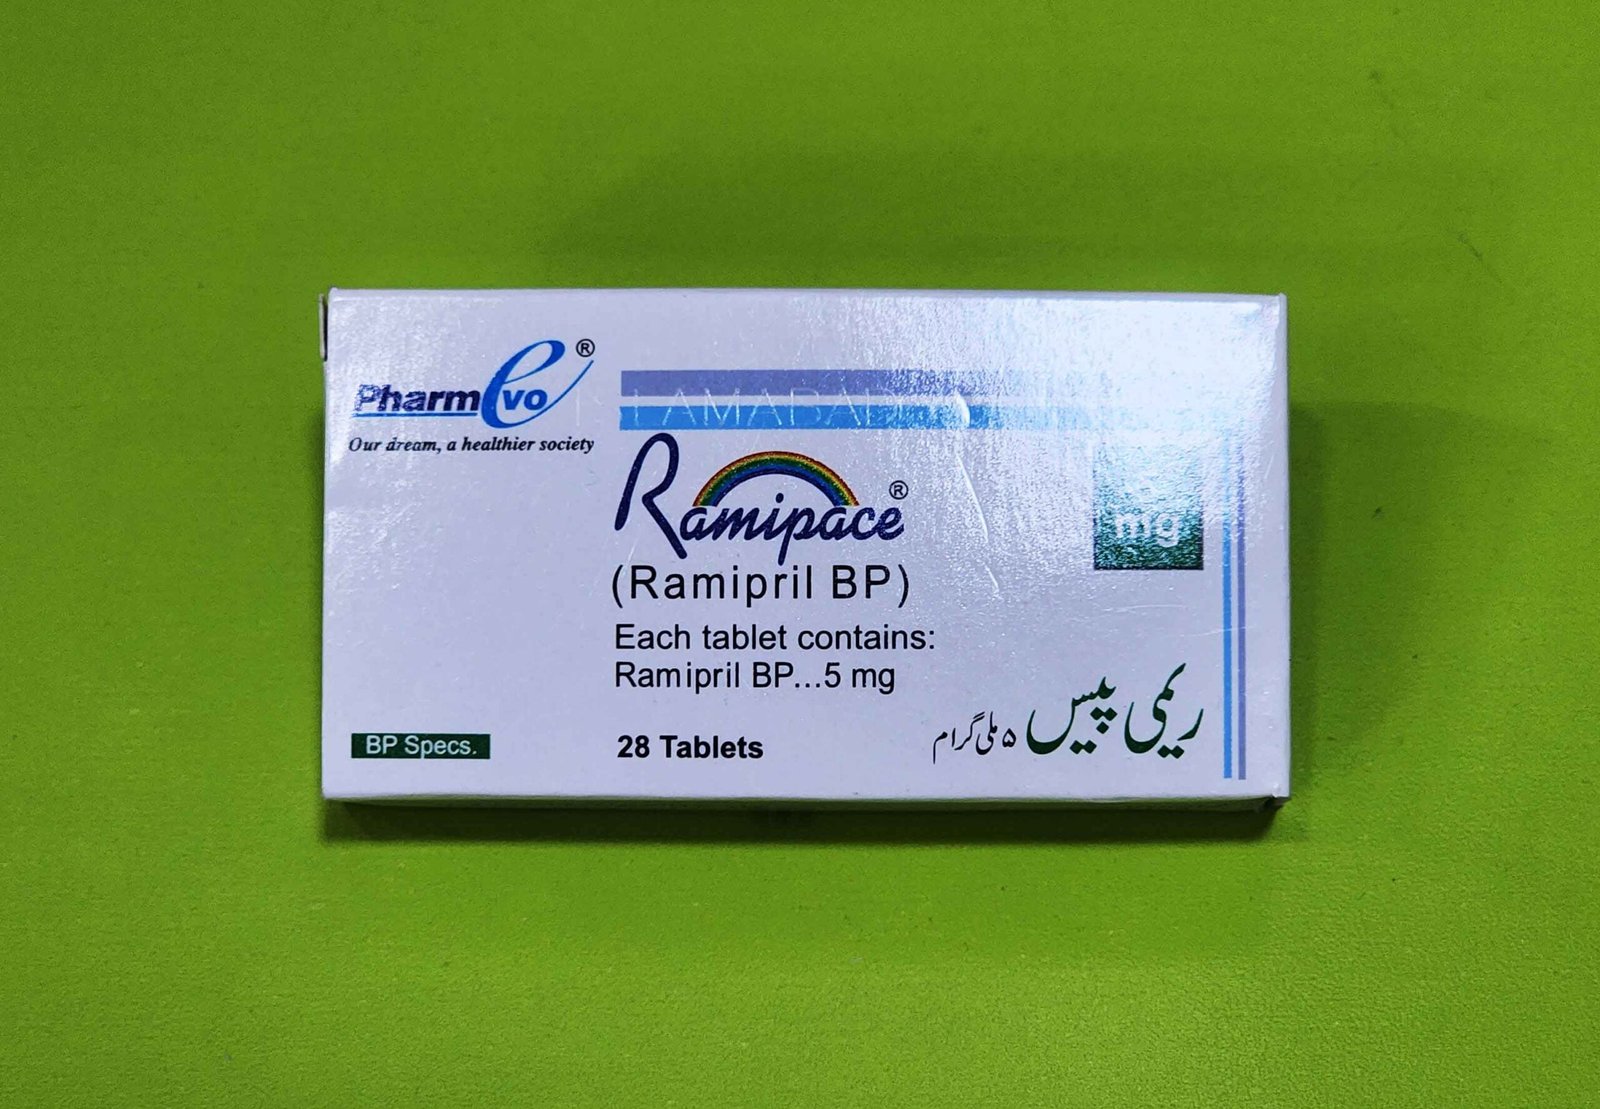 PharmEvo®
Our dream, a healthier society
ISLAMABAD
Ramipace®
(Ramipril BP)
mg
Each tablet contains:
Ramipril BP...5 mg
ریمی پیس ۵ ملی گرام
BP Specs.
28 Tablets